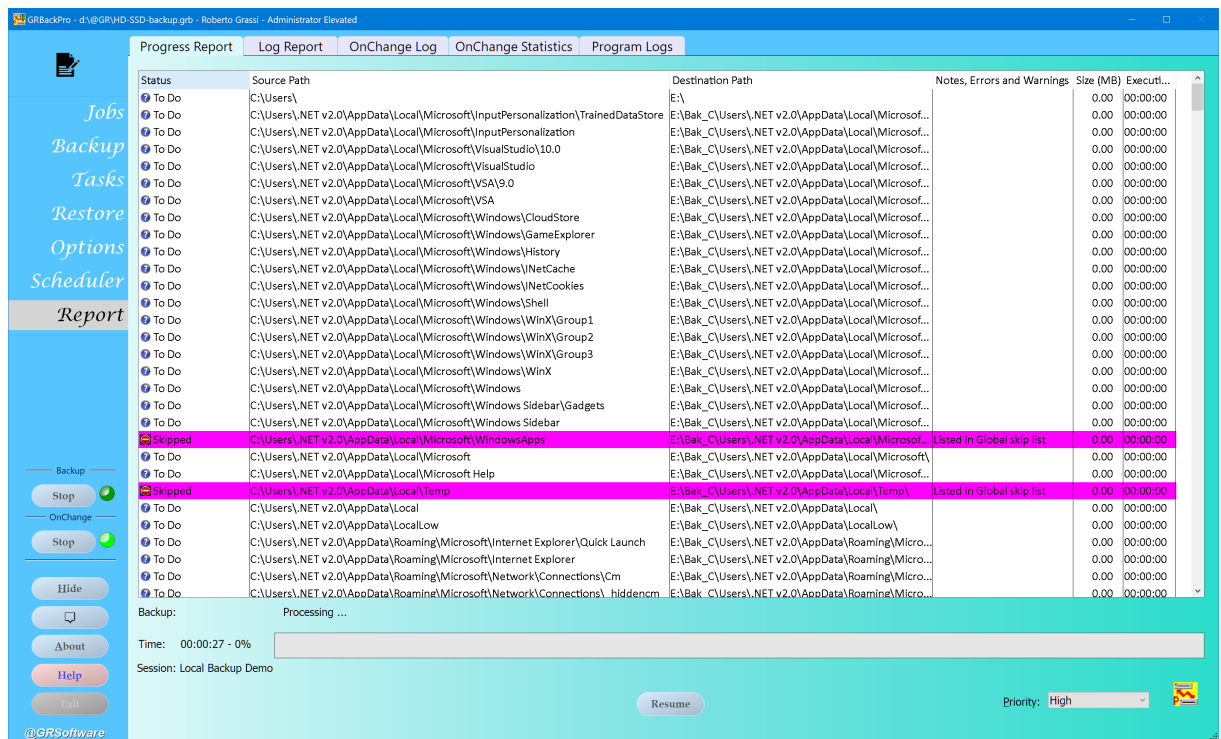 GRBackPro - d:\@GR\HD-SSD-backup.grb - Roberto Grassi - Administrator Elevated
Progress Report Log Report OnChange Log OnChange Statistics Program Logs
Jobs
Backup
Tasks
Restore
Options
Scheduler
Report
Backup
Stop
OnChange
Stop
Hide
About
Help
Exit
@GRSoftware
Status Source Path Destination Path Notes, Errors and Warnings Size (MB) Executi...
To Do C:\Users\ E:\ 0.00 00:00:00
To Do C:\Users\.NET v2.0\AppData\Local\Microsoft\InputPersonalization\TrainedDataStore E:\Bak_C\Users\.NET v2.0\AppData\Local\Microsof... 0.00 00:00:00
To Do C:\Users\.NET v2.0\AppData\Local\Microsoft\InputPersonalization E:\Bak_C\Users\.NET v2.0\AppData\Local\Microsof... 0.00 00:00:00
To Do C:\Users\.NET v2.0\AppData\Local\Microsoft\VisualStudio\10.0 E:\Bak_C\Users\.NET v2.0\AppData\Local\Microsof... 0.00 00:00:00
To Do C:\Users\.NET v2.0\AppData\Local\Microsoft\VisualStudio E:\Bak_C\Users\.NET v2.0\AppData\Local\Microsof... 0.00 00:00:00
To Do C:\Users\.NET v2.0\AppData\Local\Microsoft\VSA\9.0 E:\Bak_C\Users\.NET v2.0\AppData\Local\Microsof... 0.00 00:00:00
To Do C:\Users\.NET v2.0\AppData\Local\Microsoft\VSA E:\Bak_C\Users\.NET v2.0\AppData\Local\Microsof... 0.00 00:00:00
To Do C:\Users\.NET v2.0\AppData\Local\Microsoft\Windows\CloudStore E:\Bak_C\Users\.NET v2.0\AppData\Local\Microsof... 0.00 00:00:00
To Do C:\Users\.NET v2.0\AppData\Local\Microsoft\Windows\GameExplorer E:\Bak_C\Users\.NET v2.0\AppData\Local\Microsof... 0.00 00:00:00
To Do C:\Users\.NET v2.0\AppData\Local\Microsoft\Windows\History E:\Bak_C\Users\.NET v2.0\AppData\Local\Microsof... 0.00 00:00:00
To Do C:\Users\.NET v2.0\AppData\Local\Microsoft\Windows\INetCache E:\Bak_C\Users\.NET v2.0\AppData\Local\Microsof... 0.00 00:00:00
To Do C:\Users\.NET v2.0\AppData\Local\Microsoft\Windows\INetCookies E:\Bak_C\Users\.NET v2.0\AppData\Local\Microsof... 0.00 00:00:00
To Do C:\Users\.NET v2.0\AppData\Local\Microsoft\Windows\Shell E:\Bak_C\Users\.NET v2.0\AppData\Local\Microsof... 0.00 00:00:00
To Do C:\Users\.NET v2.0\AppData\Local\Microsoft\Windows\WinX\Group1 E:\Bak_C\Users\.NET v2.0\AppData\Local\Microsof... 0.00 00:00:00
To Do C:\Users\.NET v2.0\AppData\Local\Microsoft\Windows\WinX\Group2 E:\Bak_C\Users\.NET v2.0\AppData\Local\Microsof... 0.00 00:00:00
To Do C:\Users\.NET v2.0\AppData\Local\Microsoft\Windows\WinX\Group3 E:\Bak_C\Users\.NET v2.0\AppData\Local\Microsof... 0.00 00:00:00
To Do C:\Users\.NET v2.0\AppData\Local\Microsoft\Windows\WinX E:\Bak_C\Users\.NET v2.0\AppData\Local\Microsof... 0.00 00:00:00
To Do C:\Users\.NET v2.0\AppData\Local\Microsoft\Windows E:\Bak_C\Users\.NET v2.0\AppData\Local\Microsof... 0.00 00:00:00
To Do C:\Users\.NET v2.0\AppData\Local\Microsoft\Windows Sidebar\Gadgets E:\Bak_C\Users\.NET v2.0\AppData\Local\Microsof... 0.00 00:00:00
To Do C:\Users\.NET v2.0\AppData\Local\Microsoft\Windows Sidebar E:\Bak_C\Users\.NET v2.0\AppData\Local\Microsof... 0.00 00:00:00
Skipped C:\Users\.NET v2.0\AppData\Local\Microsoft\WindowsApps E:\Bak_C\Users\.NET v2.0\AppData\Local\Microsof... Listed in Global skip list 0.00 00:00:00
To Do C:\Users\.NET v2.0\AppData\Local\Microsoft E:\Bak_C\Users\.NET v2.0\AppData\Local\Microsoft\ 0.00 00:00:00
To Do C:\Users\.NET v2.0\AppData\Local\Microsoft Help E:\Bak_C\Users\.NET v2.0\AppData\Local\Microsof... 0.00 00:00:00
Skipped C:\Users\.NET v2.0\AppData\Local\Temp E:\Bak_C\Users\.NET v2.0\AppData\Local\Temp\ Listed in Global skip list 0.00 00:00:00
To Do C:\Users\.NET v2.0\AppData\Local E:\Bak_C\Users\.NET v2.0\AppData\Local\ 0.00 00:00:00
To Do C:\Users\.NET v2.0\AppData\LocalLow E:\Bak_C\Users\.NET v2.0\AppData\LocalLow\ 0.00 00:00:00
To Do C:\Users\.NET v2.0\AppData\Roaming\Microsoft\Internet Explorer\Quick Launch E:\Bak_C\Users\.NET v2.0\AppData\Roaming\Micro... 0.00 00:00:00
To Do C:\Users\.NET v2.0\AppData\Roaming\Microsoft\Internet Explorer E:\Bak_C\Users\.NET v2.0\AppData\Roaming\Micro... 0.00 00:00:00
To Do C:\Users\.NET v2.0\AppData\Roaming\Microsoft\Network\Connections\Cm E:\Bak_C\Users\.NET v2.0\AppData\Roaming\Micro... 0.00 00:00:00
To Do C:\Users\.NET v2.0\AppData\Roaming\Microsoft\Network\Connections\_hiddencm E:\Bak_C\Users\.NET v2.0\AppData\Roaming\Micro... 0.00 00:00:00
Backup: Processing ...
Time: 00:00:27 - 0%
Session: Local Backup Demo
Resume
Priority: High